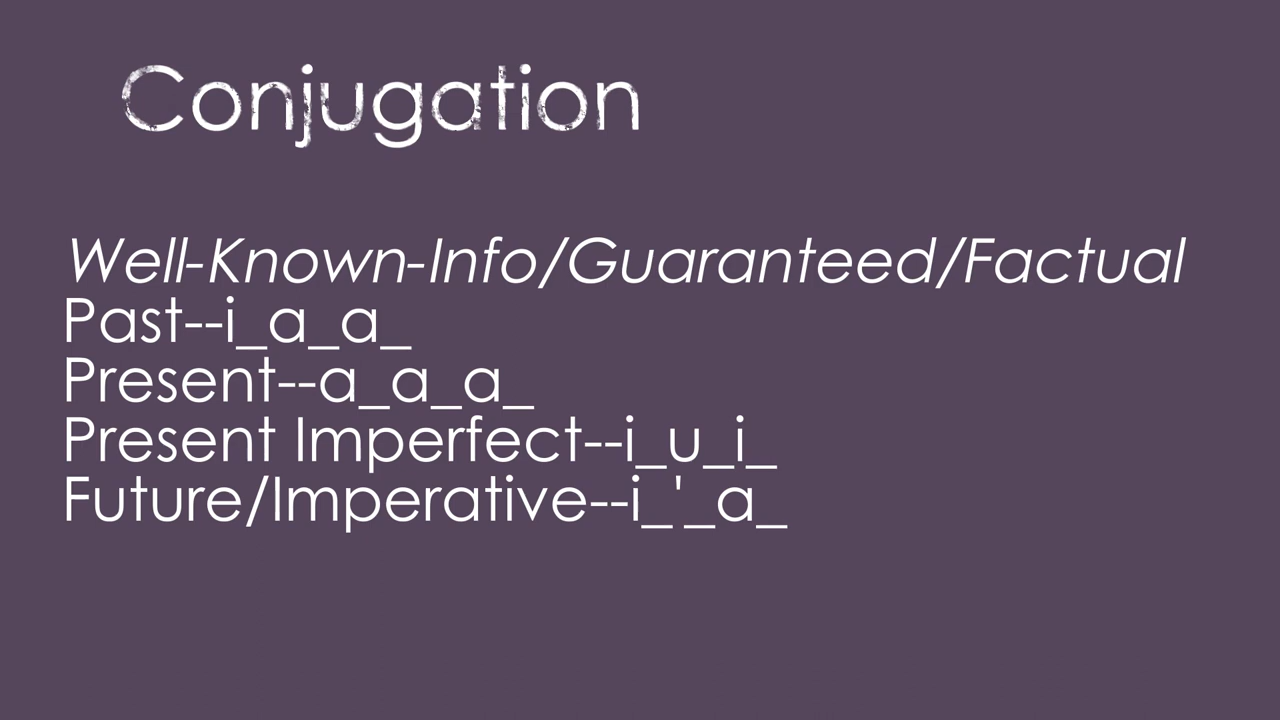 Conjugation
Well-Known-Info/Guaranteed/Factual
Past--i_a_a_
Present--a_a_a_
Present Imperfect--i_u_i_
Future/Imperative--i_'_a_